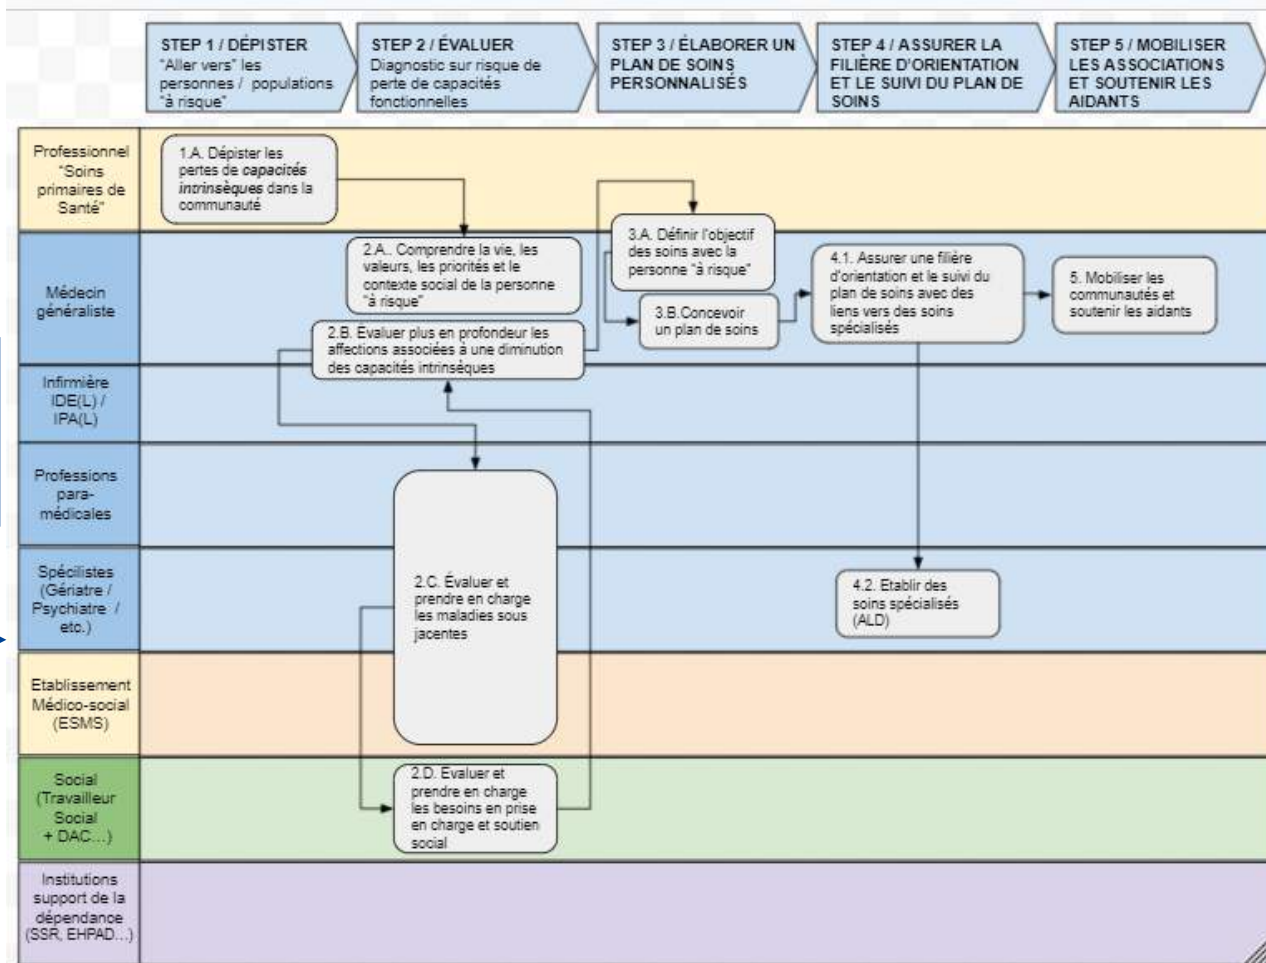 STEP 1 / DÉPISTER
"Aller vers" les
personnes / populations
"à risque"
STEP 2 / ÉVALUER
Diagnostic sur risque de
perte de capacités
fonctionnelles
STEP 3 / ÉLABORER UN
PLAN DE SOINS
PERSONNALISÉS
STEP 4 / ASSURER LA
FILIÈRE D'ORIENTATION
ET LE SUIVI DU PLAN DE
SOINS
STEP 5 / MOBILISER
LES ASSOCIATIONS
ET SOUTENIR LES
AIDANTS
Professionnel
"Soins
primaires de
Santé"
1.A. Dépister les
pertes de capacités
intrinsèques dans la
communauté
Médecin
généraliste
2.A.. Comprendre la vie, les
valeurs, les priorités et le
contexte social de la personne
"à risque"
2.B. Évaluer plus en profondeur les
affections associées à une diminution
des capacités intrinsèques
3.A. Définir l'objectif
des soins avec la
personne "à risque"
3.B.Concevoir
un plan de soins
4.1. Assurer une filière
d'orientation et le suivi du
plan de soins avec des
liens vers des soins
spécialisés
5. Mobiliser les
communautés et
soutenir les aidants
Infirmière
IDE(L) /
IPA(L)
Professions
para-
médicales
Spécilistes
(Gériatre /
Psychiatre /
etc.)
2.C. Évaluer et
prendre en charge
les maladies sous
jacentes
4.2. Etablir des
soins spécialisés
(ALD)
Etablissement
Médico-social
(ESMS)
Social
(Travailleur
Social
+ DAC...)
2.D. Evaluer et
prendre en charge
les besoins en prise
en charge et soutien
social
Institutions
support de la
dépendance
(SSR, EHPAD...)